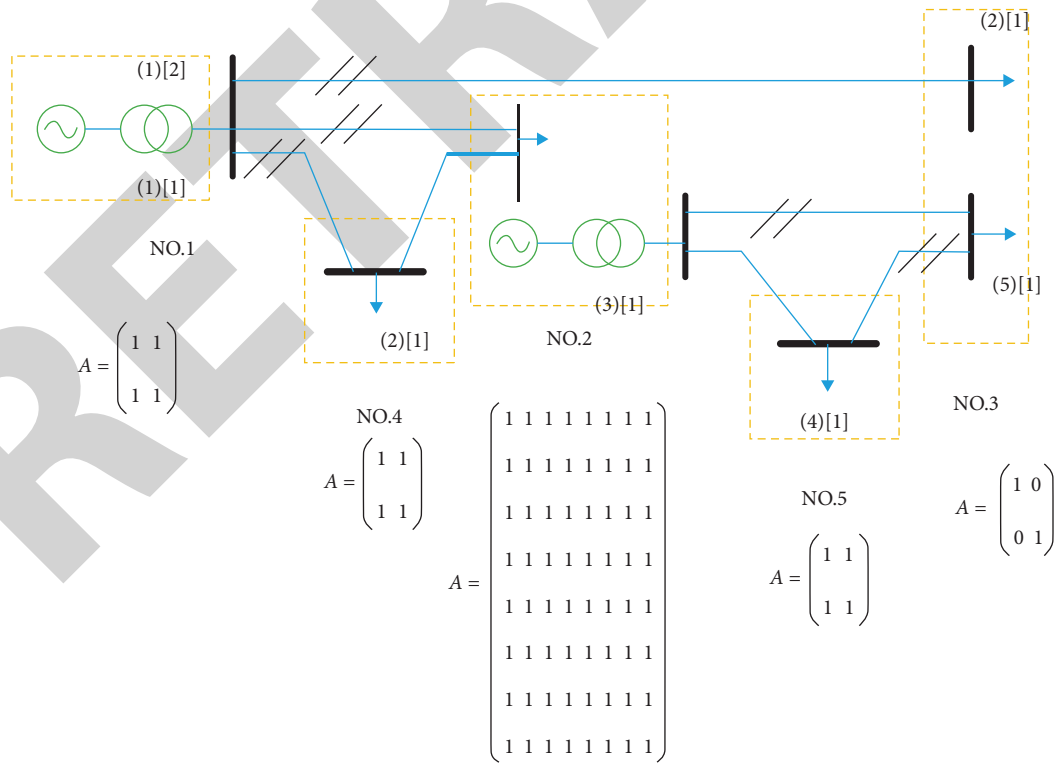 RETRA
(2)[1]
(1)[2]
(1)[1]
NO.1
(3)[1]
(5)[1]
(2)[1]
NO.2
A =
1 1
1 1
NO.3
(4)[1]
NO.4
A =
1 1
1 1
A =
1 1 1 1 1 1 1 1
1 1 1 1 1 1 1 1
1 1 1 1 1 1 1 1
1 1 1 1 1 1 1 1
1 1 1 1 1 1 1 1
1 1 1 1 1 1 1 1
1 1 1 1 1 1 1 1
1 1 1 1 1 1 1 1
NO.5
A =
1 1
1 1
A =
1 0
0 1